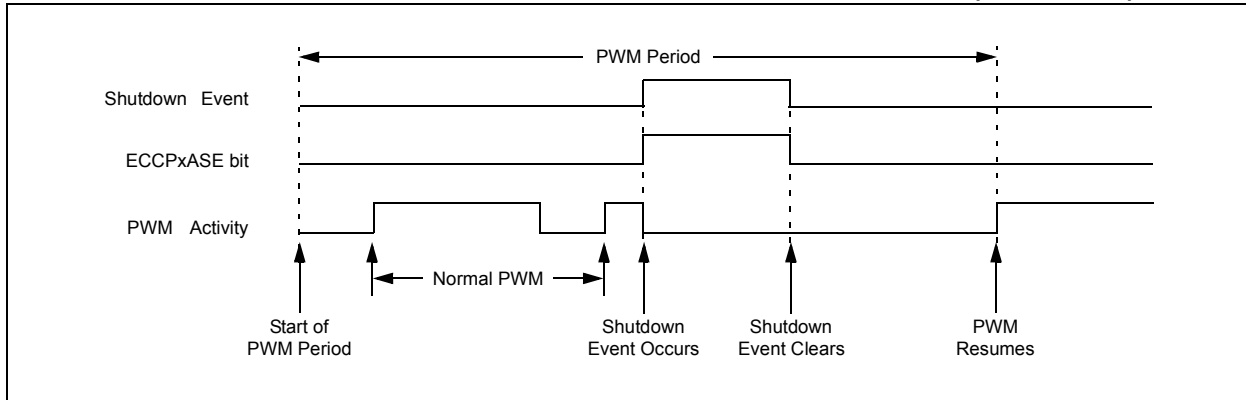 PWM Period
Shutdown Event
ECCPxASE bit
PWM Activity
Normal PWM
Start of
PWM Period
Shutdown
Event Occurs
Shutdown
Event Clears
PWM
Resumes